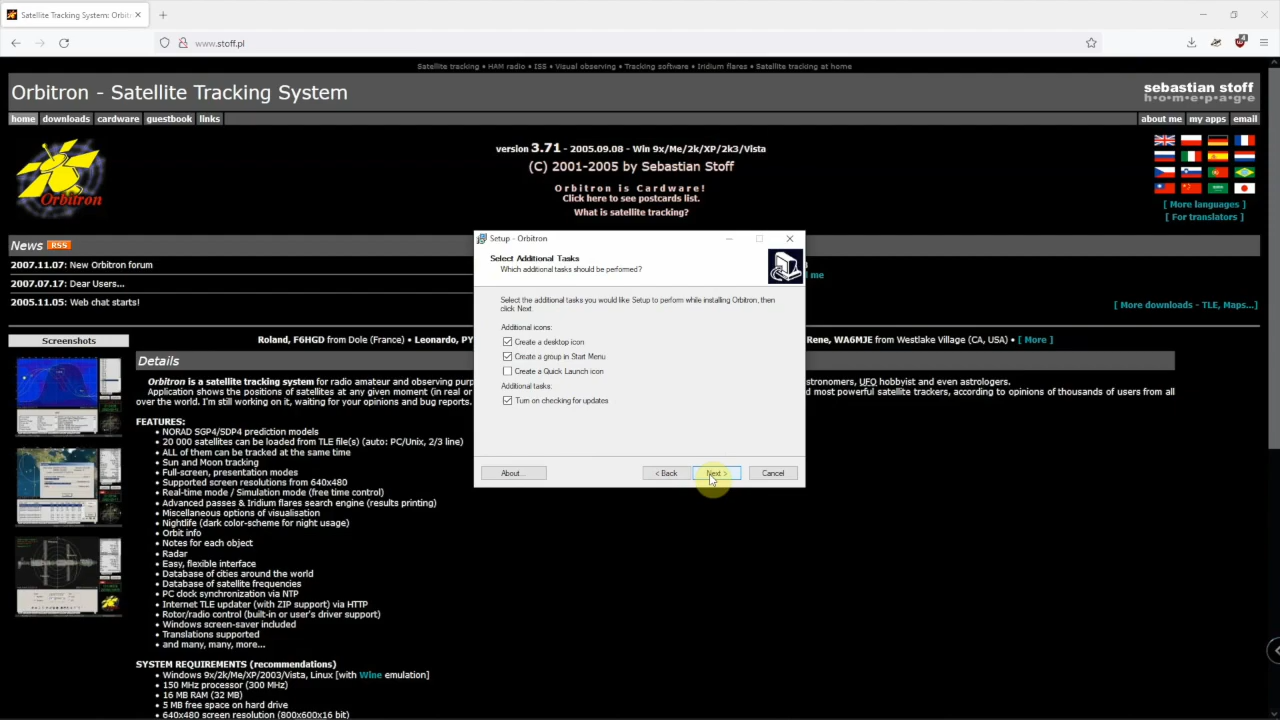 Satellite Tracking System: Orbit
www.stoff.pl
Satellite tracking • HAM radio • ISS • Visual observing • Tracking software • Iridium flares • Satellite tracking at home
Orbitron - Satellite Tracking System
sebastian stoff
h•o•m•e•p•a•g•e
home downloads cardware guestbook links
about me my apps email
Orbitron
version 3.71 - 2005.09.08 - Win 9x/Me/2k/XP/2k3/Vista
(C) 2001-2005 by Sebastian Stoff
Orbitron is Cardware!
Click here to see postcards list.
What is satellite tracking?
[ More languages ]
[ For translators ]
News RSS
2007.11.07: New Orbitron forum
2007.07.17: Dear Users...
2005.11.05: Web chat starts!
me
[ More downloads - TLE, Maps...]
Setup - Orbitron
Select Additional Tasks
Which additional tasks should be performed?
Select the additional tasks you would like Setup to perform while installing Orbitron, then
click Next
Additional icons:
Create a desktop icon
Create a group in Start Menu
Create a Quick Launch icon
Additional tasks:
Turn on checking for updates
About...
< Back
Next >
Cancel
Screenshots
Roland, F6HGD from Dole (France) • Leonardo, PY
Rene, WA6MJE from Westlake Village (CA, USA) • [ More ]
Details
Orbitron is a satellite tracking system for radio amateur and observing purp
stronomers, UFO hobbyist and even astrologers.
Application shows the positions of satellites at any given moment (in real or
d most powerful satellite trackers, according to opinions of thousands of users from all
over the world. I'm still working on it, waiting for your opinions and bug reports.
FEATURES:
• NORAD SGP4/SDP4 prediction models
• 20 000 satellites can be loaded from TLE file(s) (auto: PC/Unix, 2/3 line)
• ALL of them can be tracked at the same time
• Sun and Moon tracking
• Full-screen, presentation modes
• Supported screen resolutions from 640x480
• Real-time mode / Simulation mode (free time control)
• Advanced passes & Iridium flares search engine (results printing)
• Miscellaneous options of visualisation
• Nightlife (dark color-scheme for night usage)
• Orbit info
• Notes for each object
• Radar
• Easy, flexible interface
• Database of cities around the world
• Database of satellite frequencies
• PC clock synchronization via NTP
• Internet TLE updater (with ZIP support) via HTTP
• Rotor/radio control (built-in or user's driver support)
• Windows screen-saver included
• Translations supported
• and many, many, more...
SYSTEM REQUIREMENTS (recommendations)
• Windows 9x/2k/Me/XP/2003/Vista, Linux [with Wine emulation]
• 150 MHz processor (300 MHz)
• 16 MB RAM (32 MB)
• 5 MB free space on hard drive
• 640x480 screen resolution (800x600x16 bit)